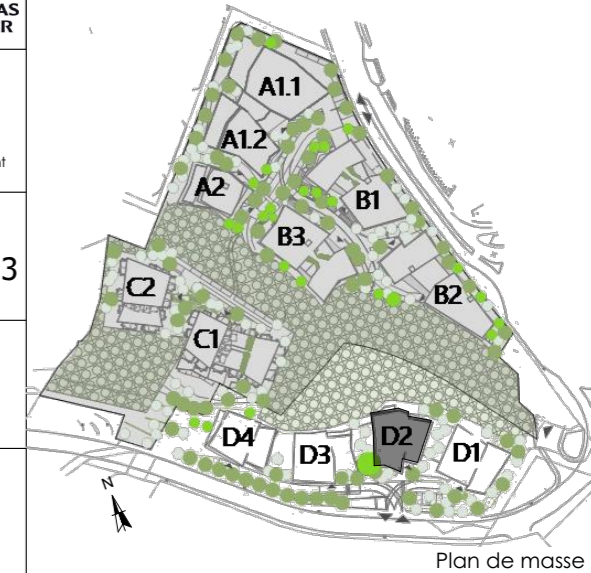 AS
R
A1.1
A1.2
A2
B1
B3
nt
3
C2
B2
C1
D4
D3
D2
D1
N
Plan de masse